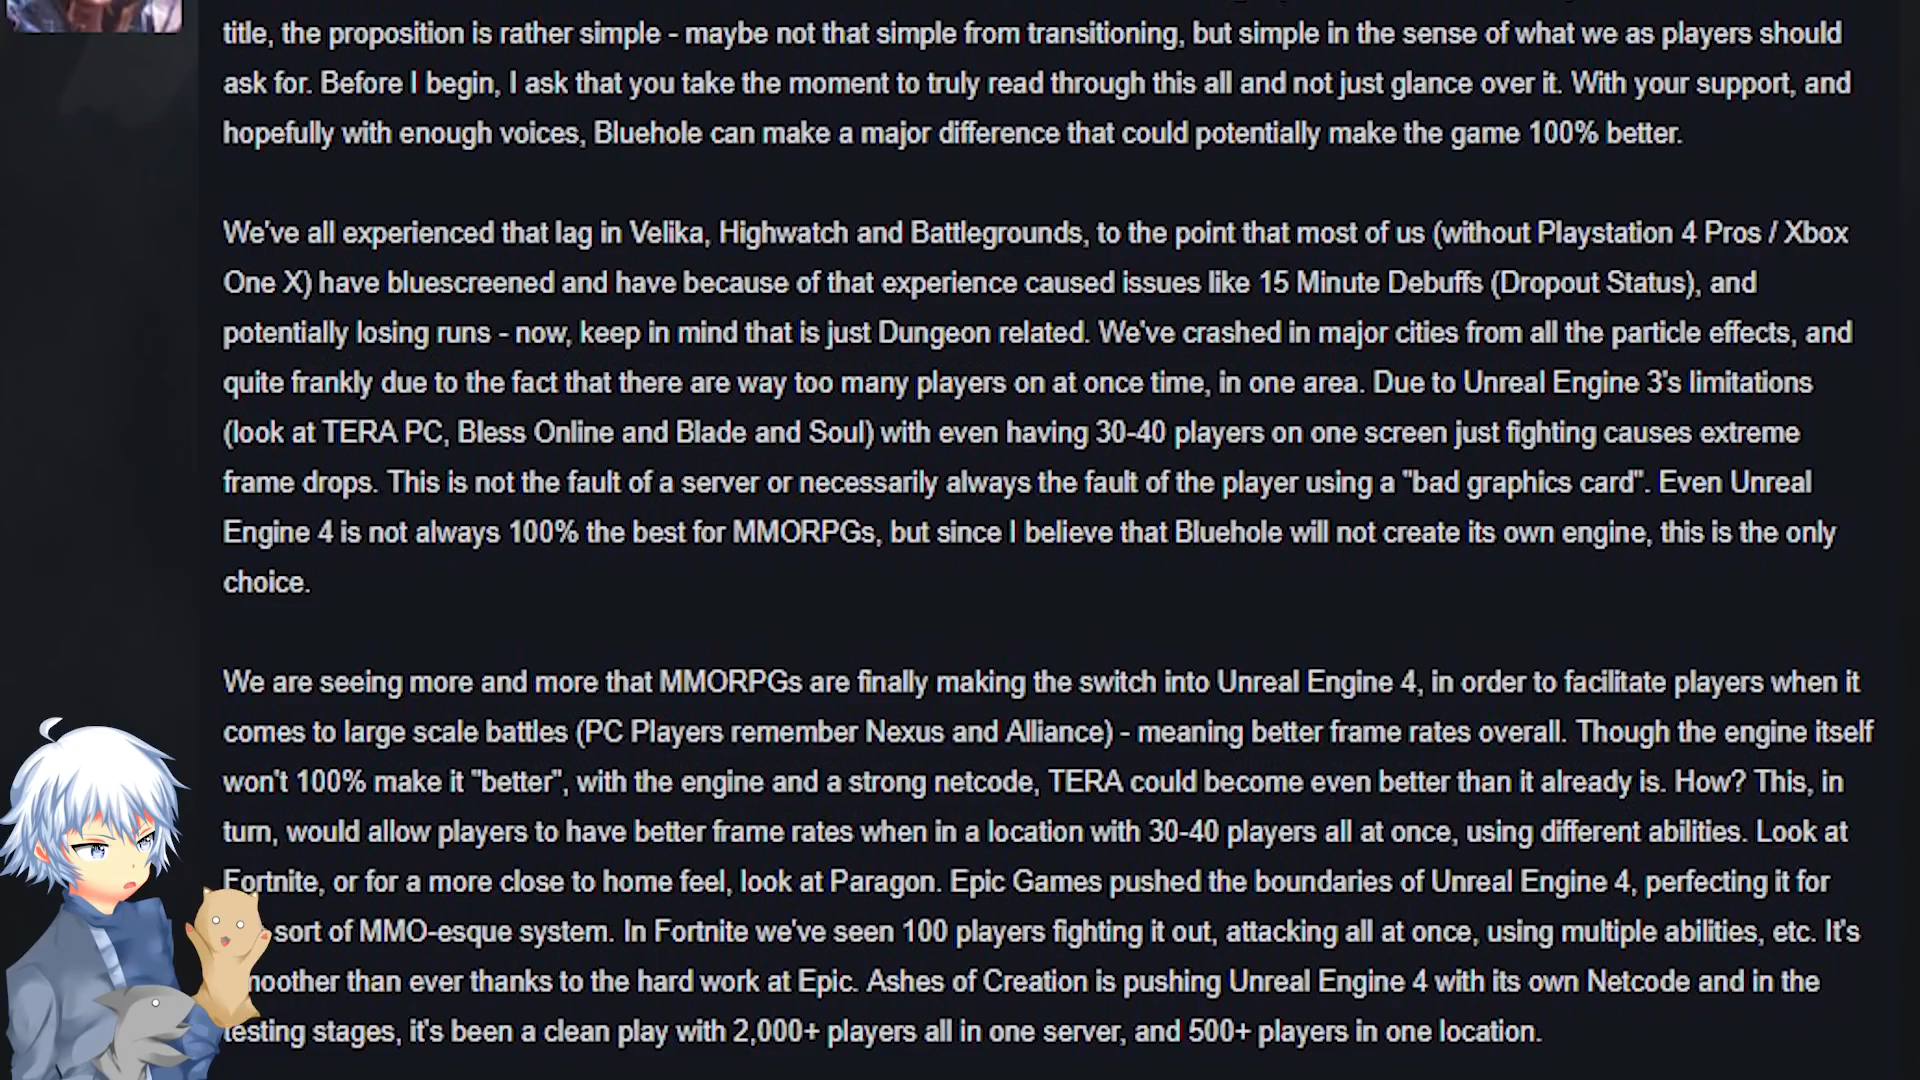 title, the proposition is rather simple - maybe not that simple from transitioning, but simple in the sense of what we as players should
ask for. Before I begin, I ask that you take the moment to truly read through this all and not just glance over it. With your support, and
hopefully with enough voices, Bluehole can make a major difference that could potentially make the game 100% better.
We've all experienced that lag in Velika, Highwatch and Battlegrounds, to the point that most of us (without Playstation 4 Pros / Xbox
One X) have bluescreened and have because of that experience caused issues like 15 Minute Debuffs (Dropout Status), and
potentially losing runs - now, keep in mind that is just Dungeon related. We've crashed in major cities from all the particle effects, and
quite frankly due to the fact that there are way too many players on at once time, in one area. Due to Unreal Engine 3's limitations
(look at TERA PC, Bless Online and Blade and Soul) with even having 30-40 players on one screen just fighting causes extreme
frame drops. This is not the fault of a server or necessarily always the fault of the player using a "bad graphics card". Even Unreal
Engine 4 is not always 100% the best for MMORPGs, but since I believe that Bluehole will not create its own engine, this is the only
choice.
We are seeing more and more that MMORPGs are finally making the switch into Unreal Engine 4, in order to facilitate players when it
comes to large scale battles (PC Players remember Nexus and Alliance) - meaning better frame rates overall. Though the engine itself
won't 100% make it "better", with the engine and a strong netcode, TERA could become even better than it already is. How? This, in
turn, would allow players to have better frame rates when in a location with 30-40 players all at once, using different abilities. Look at
Fortnite, or for a more close to home feel, look at Paragon. Epic Games pushed the boundaries of Unreal Engine 4, perfecting it for
sort of MMO-esque system. In Fortnite we've seen 100 players fighting it out, attacking all at once, using multiple abilities, etc. It's
noother than ever thanks to the hard work at Epic. Ashes of Creation is pushing Unreal Engine 4 with its own Netcode and in the
testing stages, it's been a clean play with 2,000+ players all in one server, and 500+ players in one location.